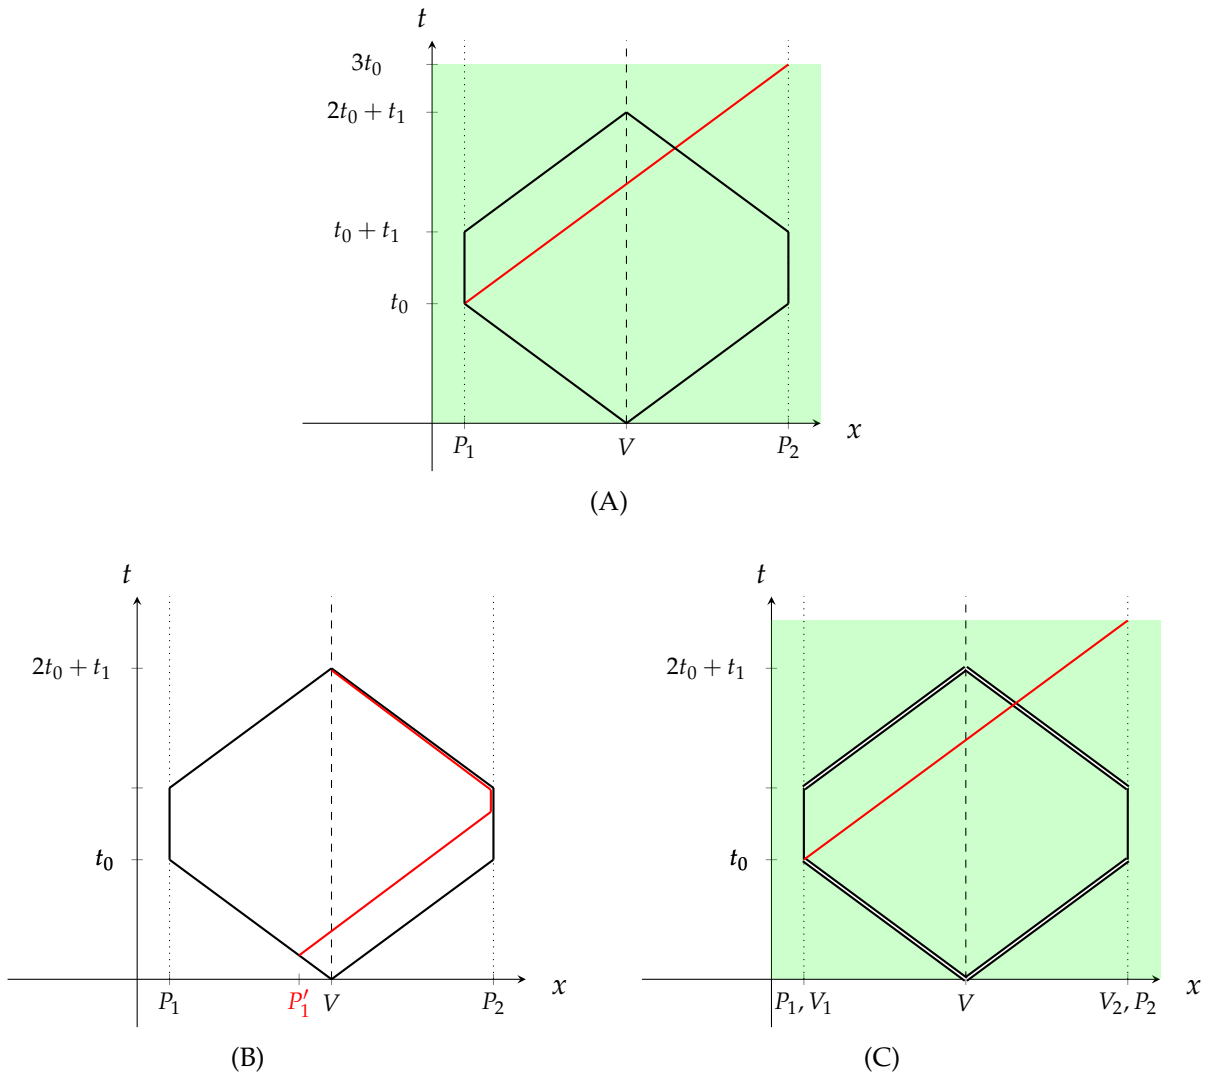 t
3t₀
2t₀ + t₁
t₀ + t₁
t₀
x
P₁ V P₂
(A)
t
2t₀ + t₁
t₀
x
P₁ P₁′ V P₂
(B)
t
2t₀ + t₁
t₀
x
P₁, V₁ V V₂, P₂
(C)